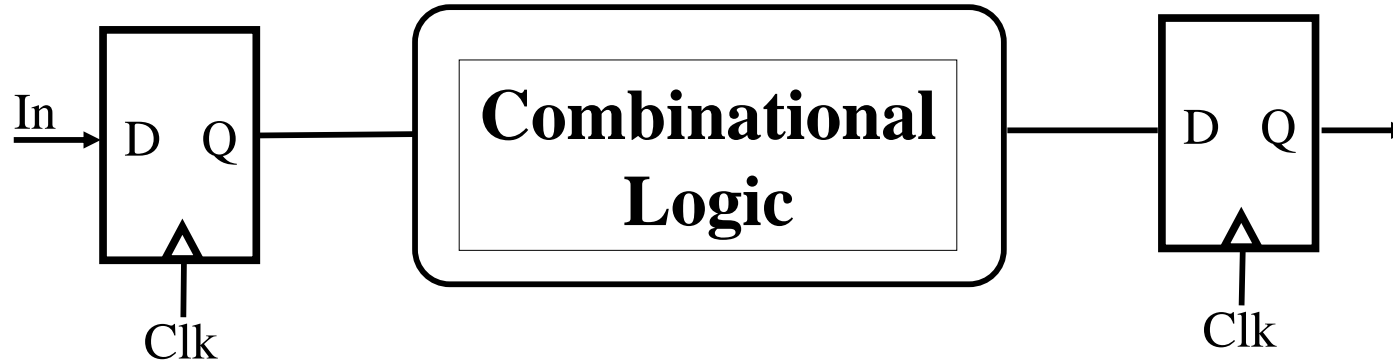 In
D Q
Clk
Combinational
Logic
D Q
Clk